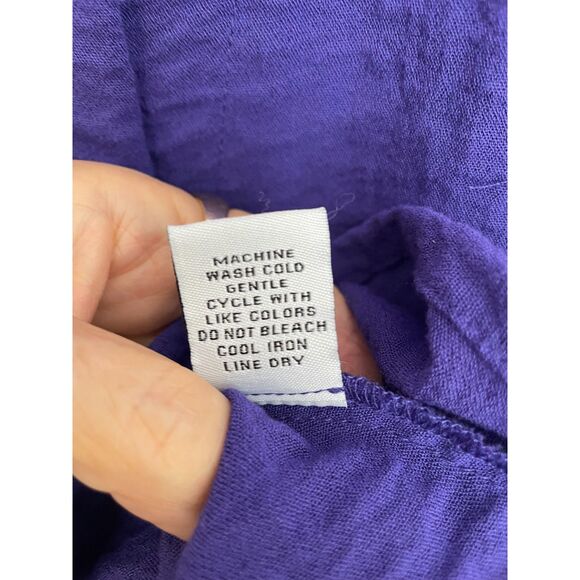 MACHINE
WASH COLD
GENTLE
CYCLE WITH
LIKE COLORS
DO NOT BLEACH
COOL IRON
LINE DRY